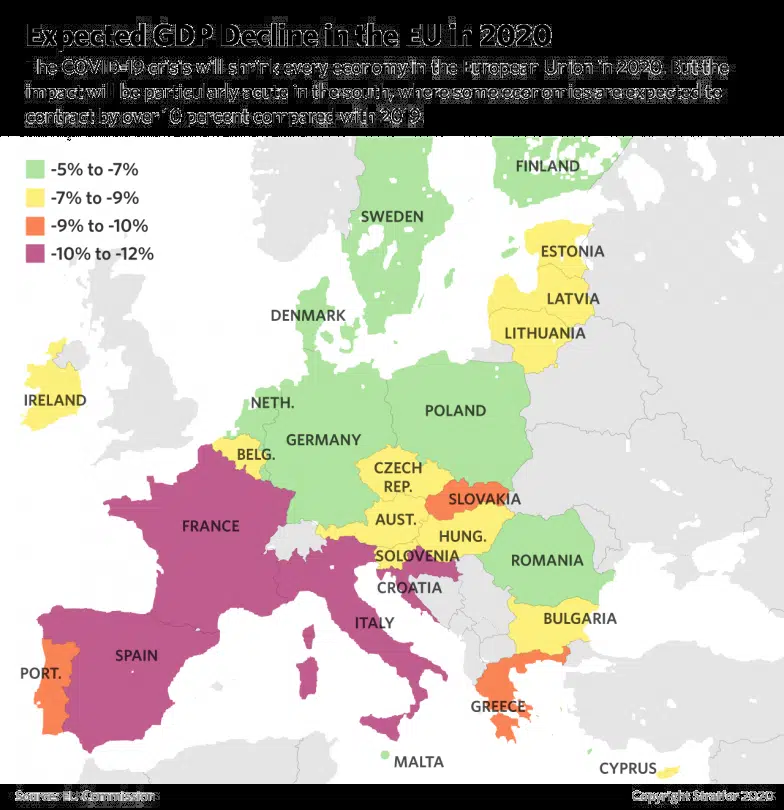 Expected GDP Decline in the EU in 2020
The COVID-19 crisis will shrink every economy in the European Union in 2020. But the
impact will be particularly acute in the south, where some economies are expected to
contract by over 10 percent compared with 2019.
-5% to -7%
-7% to -9%
-9% to -10%
-10% to -12%
FINLAND
SWEDEN
ESTONIA
LATVIA
DENMARK
LITHUANIA
IRELAND
NETH.
POLAND
GERMANY
BELG.
CZECH
REP.
SLOVAKIA
FRANCE
AUST.
HUNG.
SOLOVENIA
ROMANIA
CROATIA
ITALY
BULGARIA
SPAIN
PORT.
GREECE
MALTA
CYPRUS
Source: EU Commission
Copyright Stratfor 2020